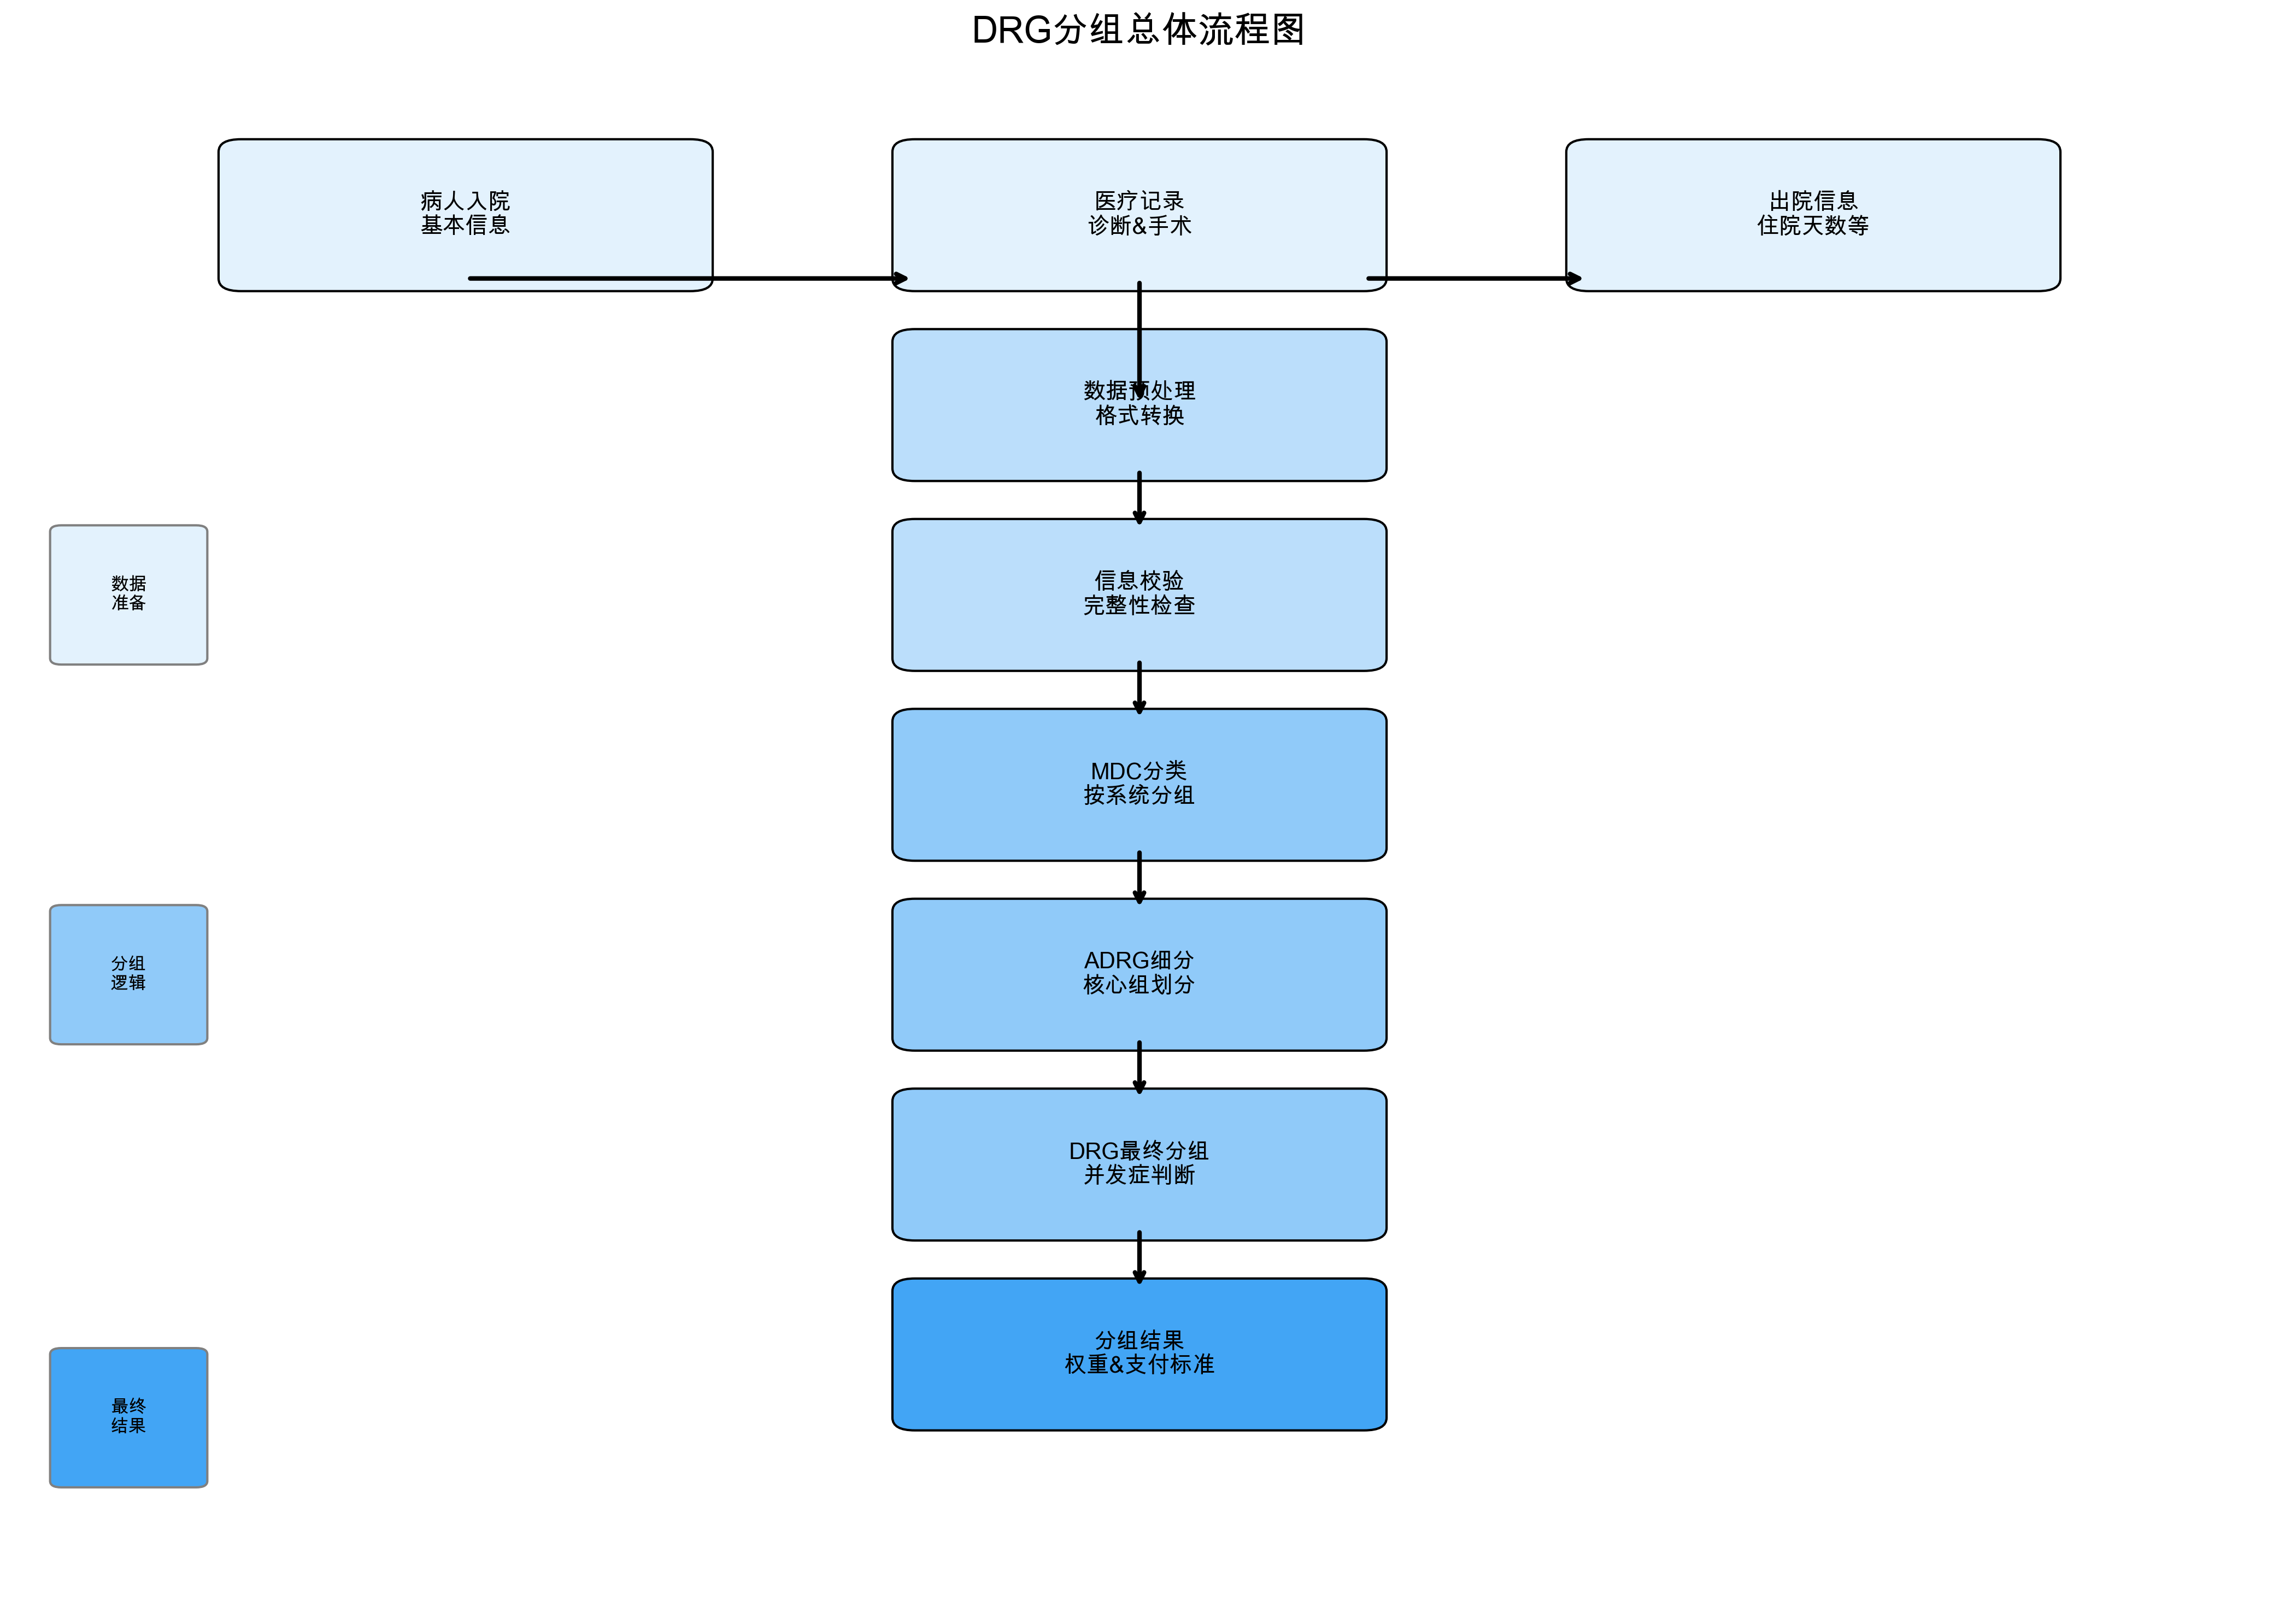 DRG分组总体流程图
病人入院
基本信息
医疗记录
诊断&手术
出院信息
住院天数等
数据预处理
格式转换
信息校验
完整性检查
数据
准备
MDC分类
按系统分组
ADRG细分
核心组划分
分组
逻辑
DRG最终分组
并发症判断
分组结果
权重&支付标准
最终
结果